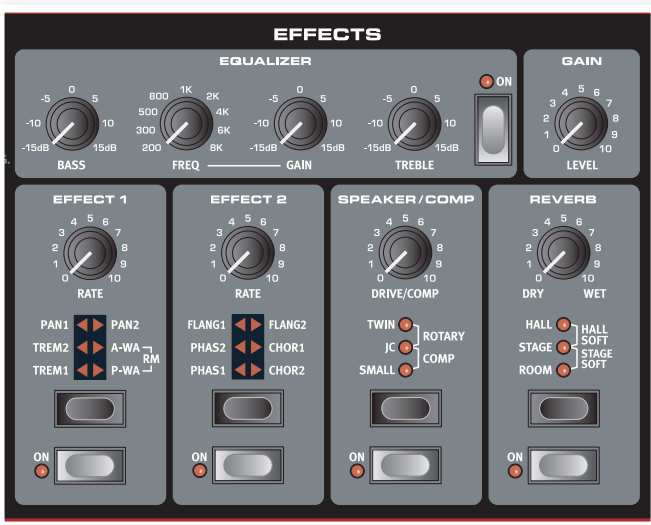 EFFECTS
EQUALIZER
-15dB -10 -5 0 5 10 15dB
BASS
200 300 500 800 1K 2K 4K 6K 8K
FREQ
-15dB -10 -5 0 5 10 15dB
GAIN
-15dB -10 -5 0 5 10 15dB
TREBLE
ON
GAIN
0 1 2 3 4 5 6 7 8 9 10
LEVEL
EFFECT 1
0 1 2 3 4 5 6 7 8 9 10
RATE
PAN1 PAN2
TREM2 A-WA
RM
TREM1 P-WA
ON
EFFECT 2
0 1 2 3 4 5 6 7 8 9 10
RATE
FLANG1 FLANG2
PHAS2 CHOR1
PHAS1 CHOR2
ON
SPEAKER/COMP
0 1 2 3 4 5 6 7 8 9 10
DRIVE/COMP
TWIN
ROTARY
JC
COMP
SMALL
ON
REVERB
0 1 2 3 4 5 6 7 8 9 10
DRY WET
HALL
HALL
SOFT
STAGE
STAGE
SOFT
ROOM
ON